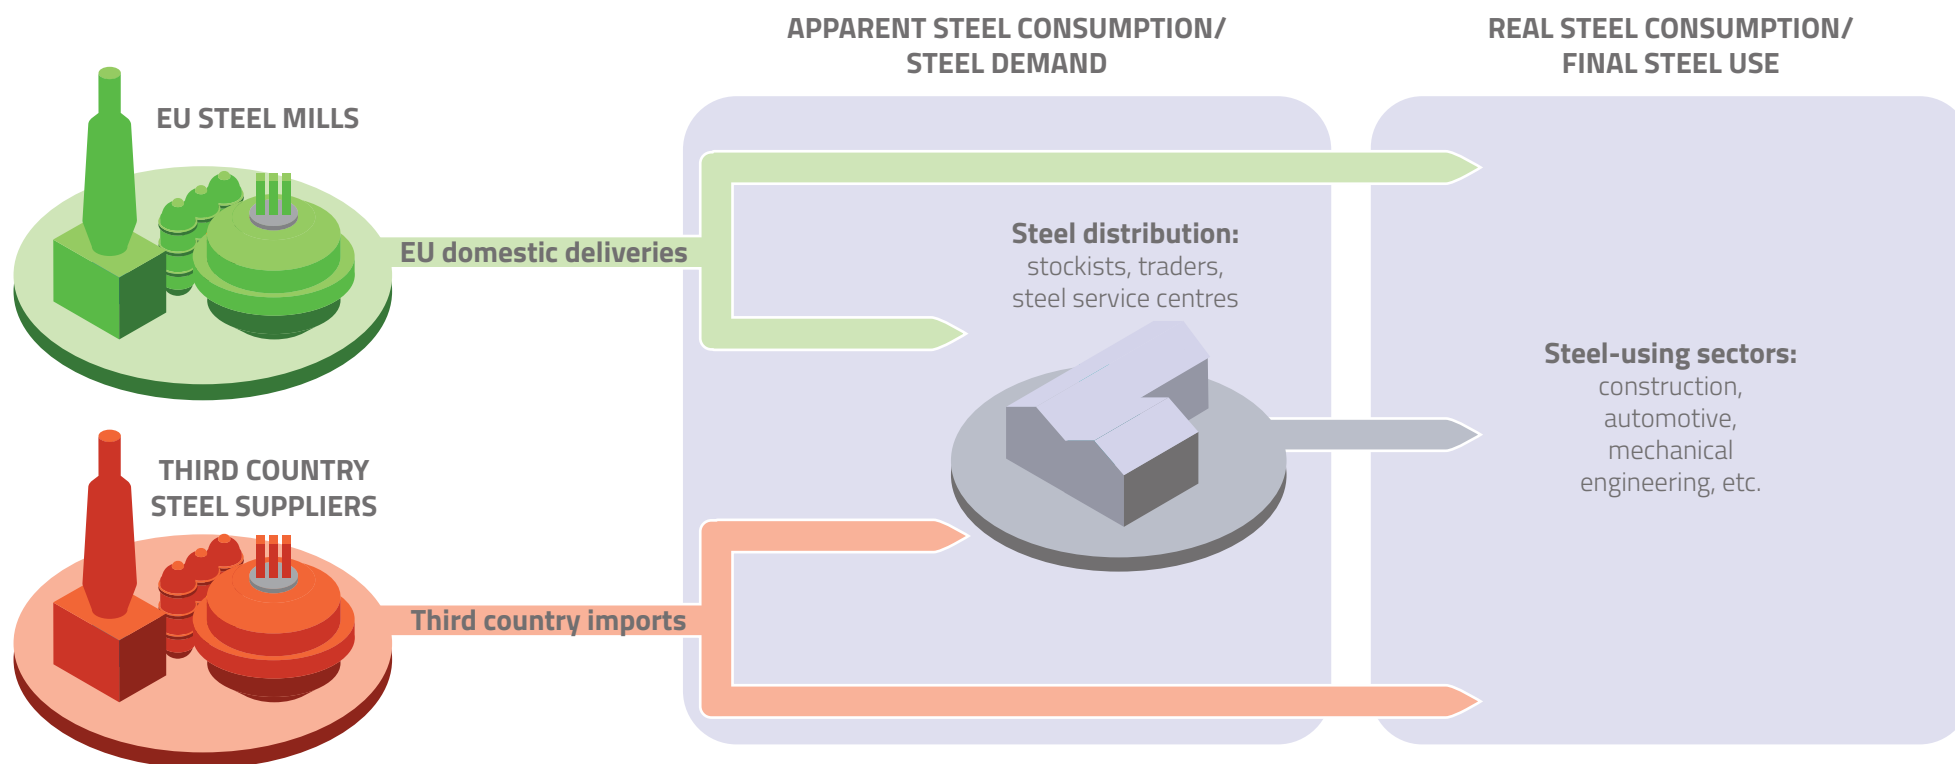 APPARENT STEEL CONSUMPTION/
STEEL DEMAND
REAL STEEL CONSUMPTION/
FINAL STEEL USE
EU STEEL MILLS
EU domestic deliveries
Steel distribution:
stockists, traders,
steel service centres
Steel-using sectors:
construction,
automotive,
mechanical
engineering, etc.
THIRD COUNTRY
STEEL SUPPLIERS
Third country imports